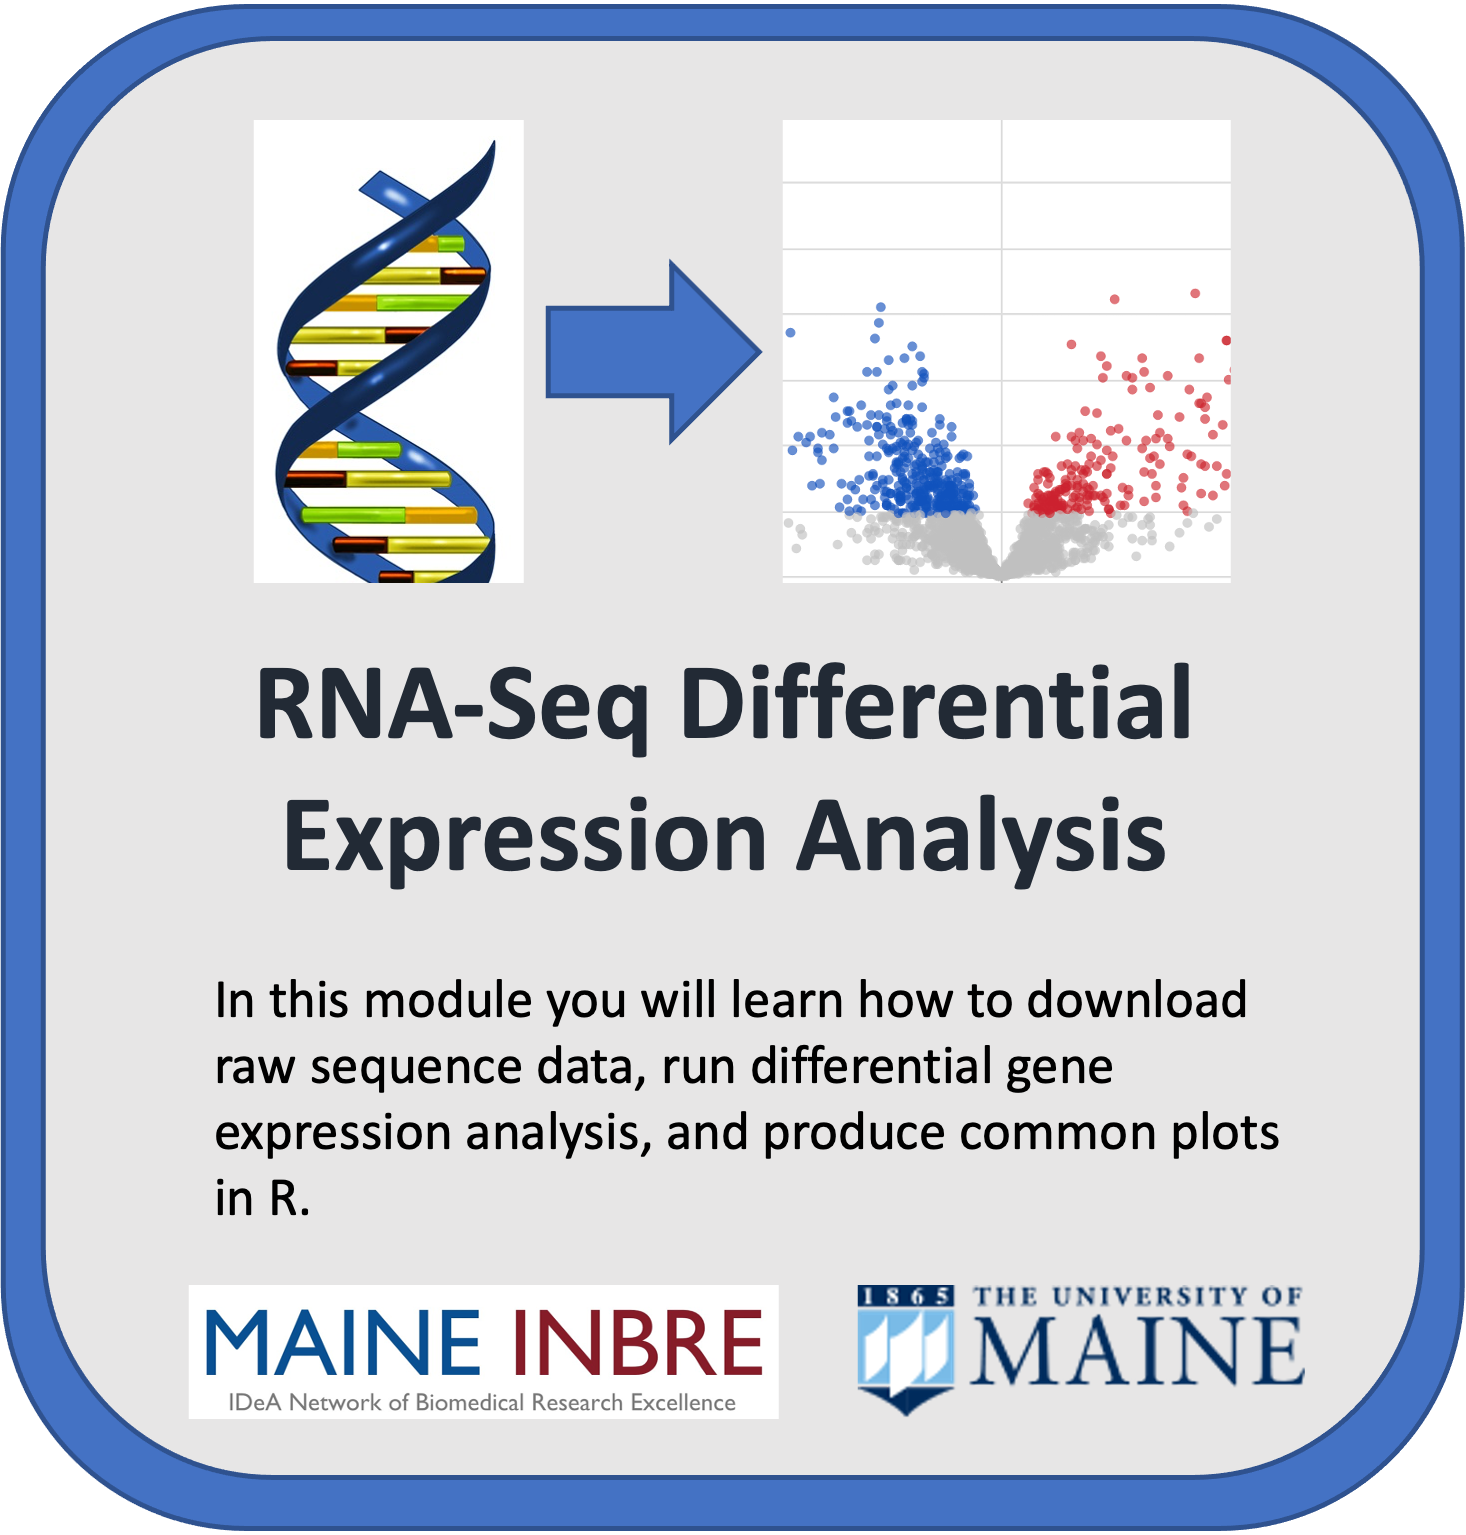 RNA-Seq Differential
Expression Analysis
In this module you will learn how to download
raw sequence data, run differential gene
expression analysis, and produce common plots
in R.
MAINE INBRE
IDeA Network of Biomedical Research Excellence
1865
THE UNIVERSITY OF
MAINE